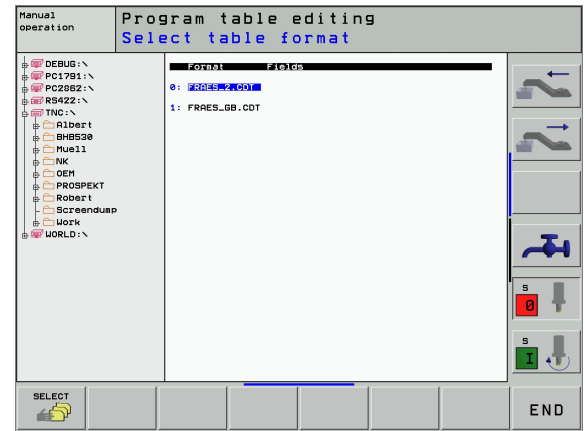 Manual
operation
Program table editing
Select table format
DEBUG:\
PC1791:\
PC2862:\
RS422:\
TNC:\
Albert
BHB530
Muell
NK
OEM
PROSPEKT
Robert
Screendump
Work
WORLD:\
Format Fields
0: FRAES_2.CDT
1: FRAES_GB.CDT
S
0
S
I
SELECT
END